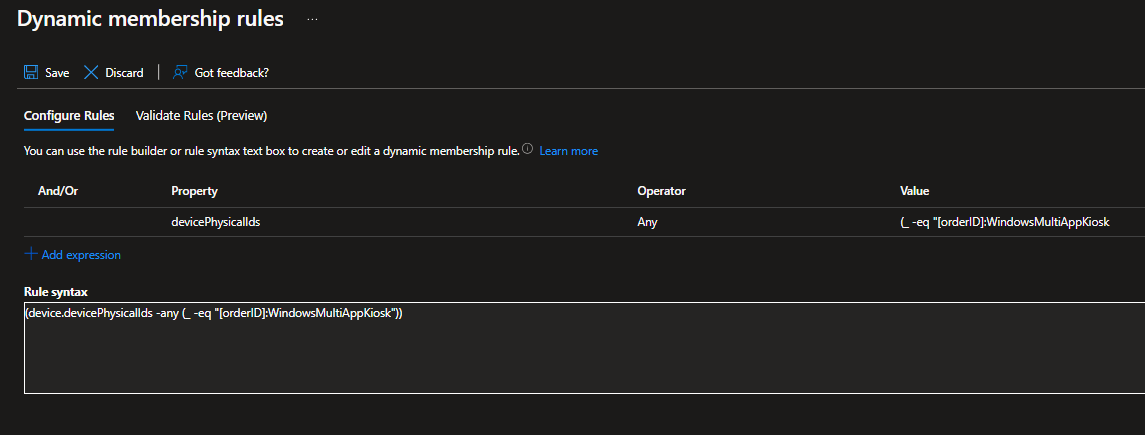 Dynamic membership rules ...
Save Discard | Got feedback?
Configure Rules Validate Rules (Preview)
You can use the rule builder or rule syntax text box to create or edit a dynamic membership rule. Learn more
And/Or Property Operator Value
devicePhysicalIds Any (_ -eq "[orderID]:WindowsMultiAppKiosk
+ Add expression
Rule syntax
(device.devicePhysicalIds -any (_ -eq "[orderID]:WindowsMultiAppKiosk"))